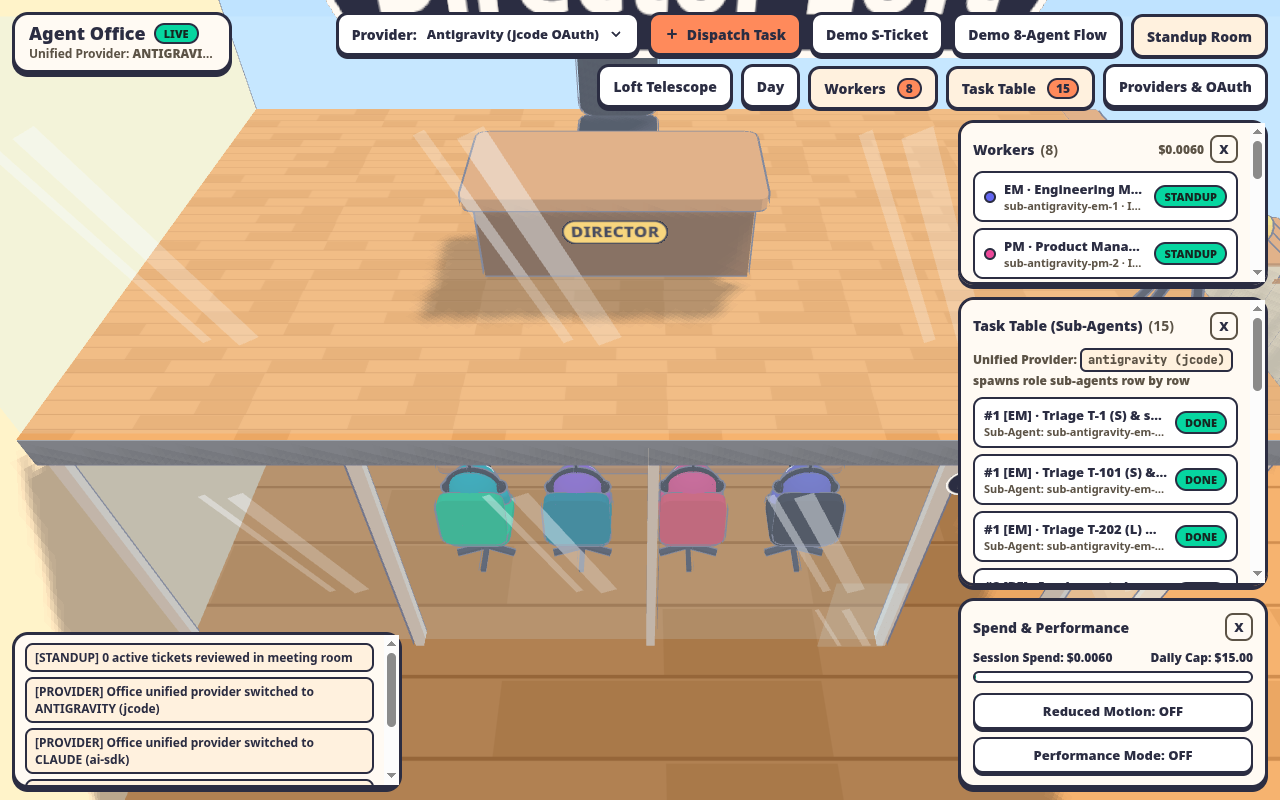 Director Loft
Agent Office LIVE
Unified Provider: ANTIGRAVI...
Provider: Antigravity (jcode OAuth)
+ Dispatch Task
Demo S-Ticket
Demo 8-Agent Flow
Standup Room
Loft Telescope
Day
Workers 8
Task Table 15
Providers & OAuth
DIRECTOR
Workers (8) $0.0060 X
EM · Engineering M... STANDUP
sub-antigravity-em-1 · I...
PM · Product Mana... STANDUP
sub-antigravity-pm-2 · I...
Task Table (Sub-Agents) (15) X
Unified Provider: antigravity (jcode)
spawns role sub-agents row by row
#1 [EM] · Triage T-1 (S) & s... DONE
Sub-Agent: sub-antigravity-em-...
#1 [EM] · Triage T-101 (S) &... DONE
Sub-Agent: sub-antigravity-em-...
#1 [EM] · Triage T-202 (L) ... DONE
Sub-Agent: sub-antigravity-em-...
[STANDUP] 0 active tickets reviewed in meeting room
[PROVIDER] Office unified provider switched to
ANTIGRAVITY (jcode)
[PROVIDER] Office unified provider switched to
CLAUDE (ai-sdk)
Spend & Performance X
Session Spend: $0.0060 Daily Cap: $15.00
Reduced Motion: OFF
Performance Mode: OFF